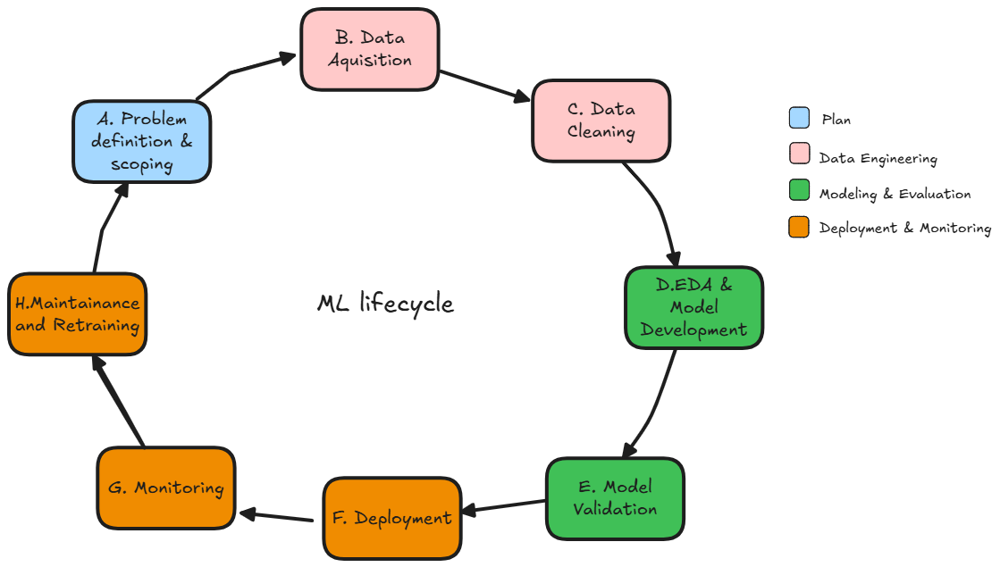 B. Data
Aquisition
C. Data
Cleaning
A. Problem
definition &
scoping
Plan
Data Engineering
Modeling & Evaluation
Deployment & Monitoring
H.Maintainance
and Retraining
ML lifecycle
D.EDA &
Model
Development
G. Monitoring
F. Deployment
E. Model
Validation